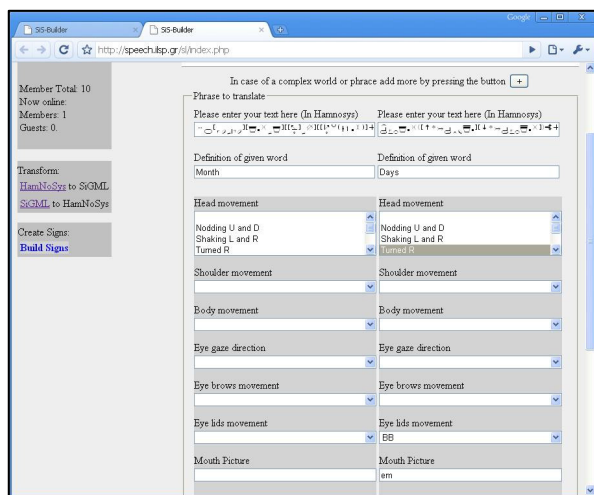 Google
SiS-Builder
SiS-Builder
http://speech.ilsp.gr/sl/index.php
Member Total: 10
Now online:
Members: 1
Guests: 0.
Transform:
HamNoSys to SiGML
SiGML to HamNoSys
Create Signs:
Build Signs
In case of a complex world or phrace add more by pressing the button +
Phrase to translate
Please enter your text here (In Hamnosys) Please enter your text here (In Hamnosys)
Definition of given word Definition of given word
Month Days
Head movement Head movement
Nodding U and D Nodding U and D
Shaking L and R Shaking L and R
Turned R Turned R
Shoulder movement Shoulder movement
Body movement Body movement
Eye gaze direction Eye gaze direction
Eye brows movement Eye brows movement
Eye lids movement Eye lids movement
BB
Mouth Picture Mouth Picture
em